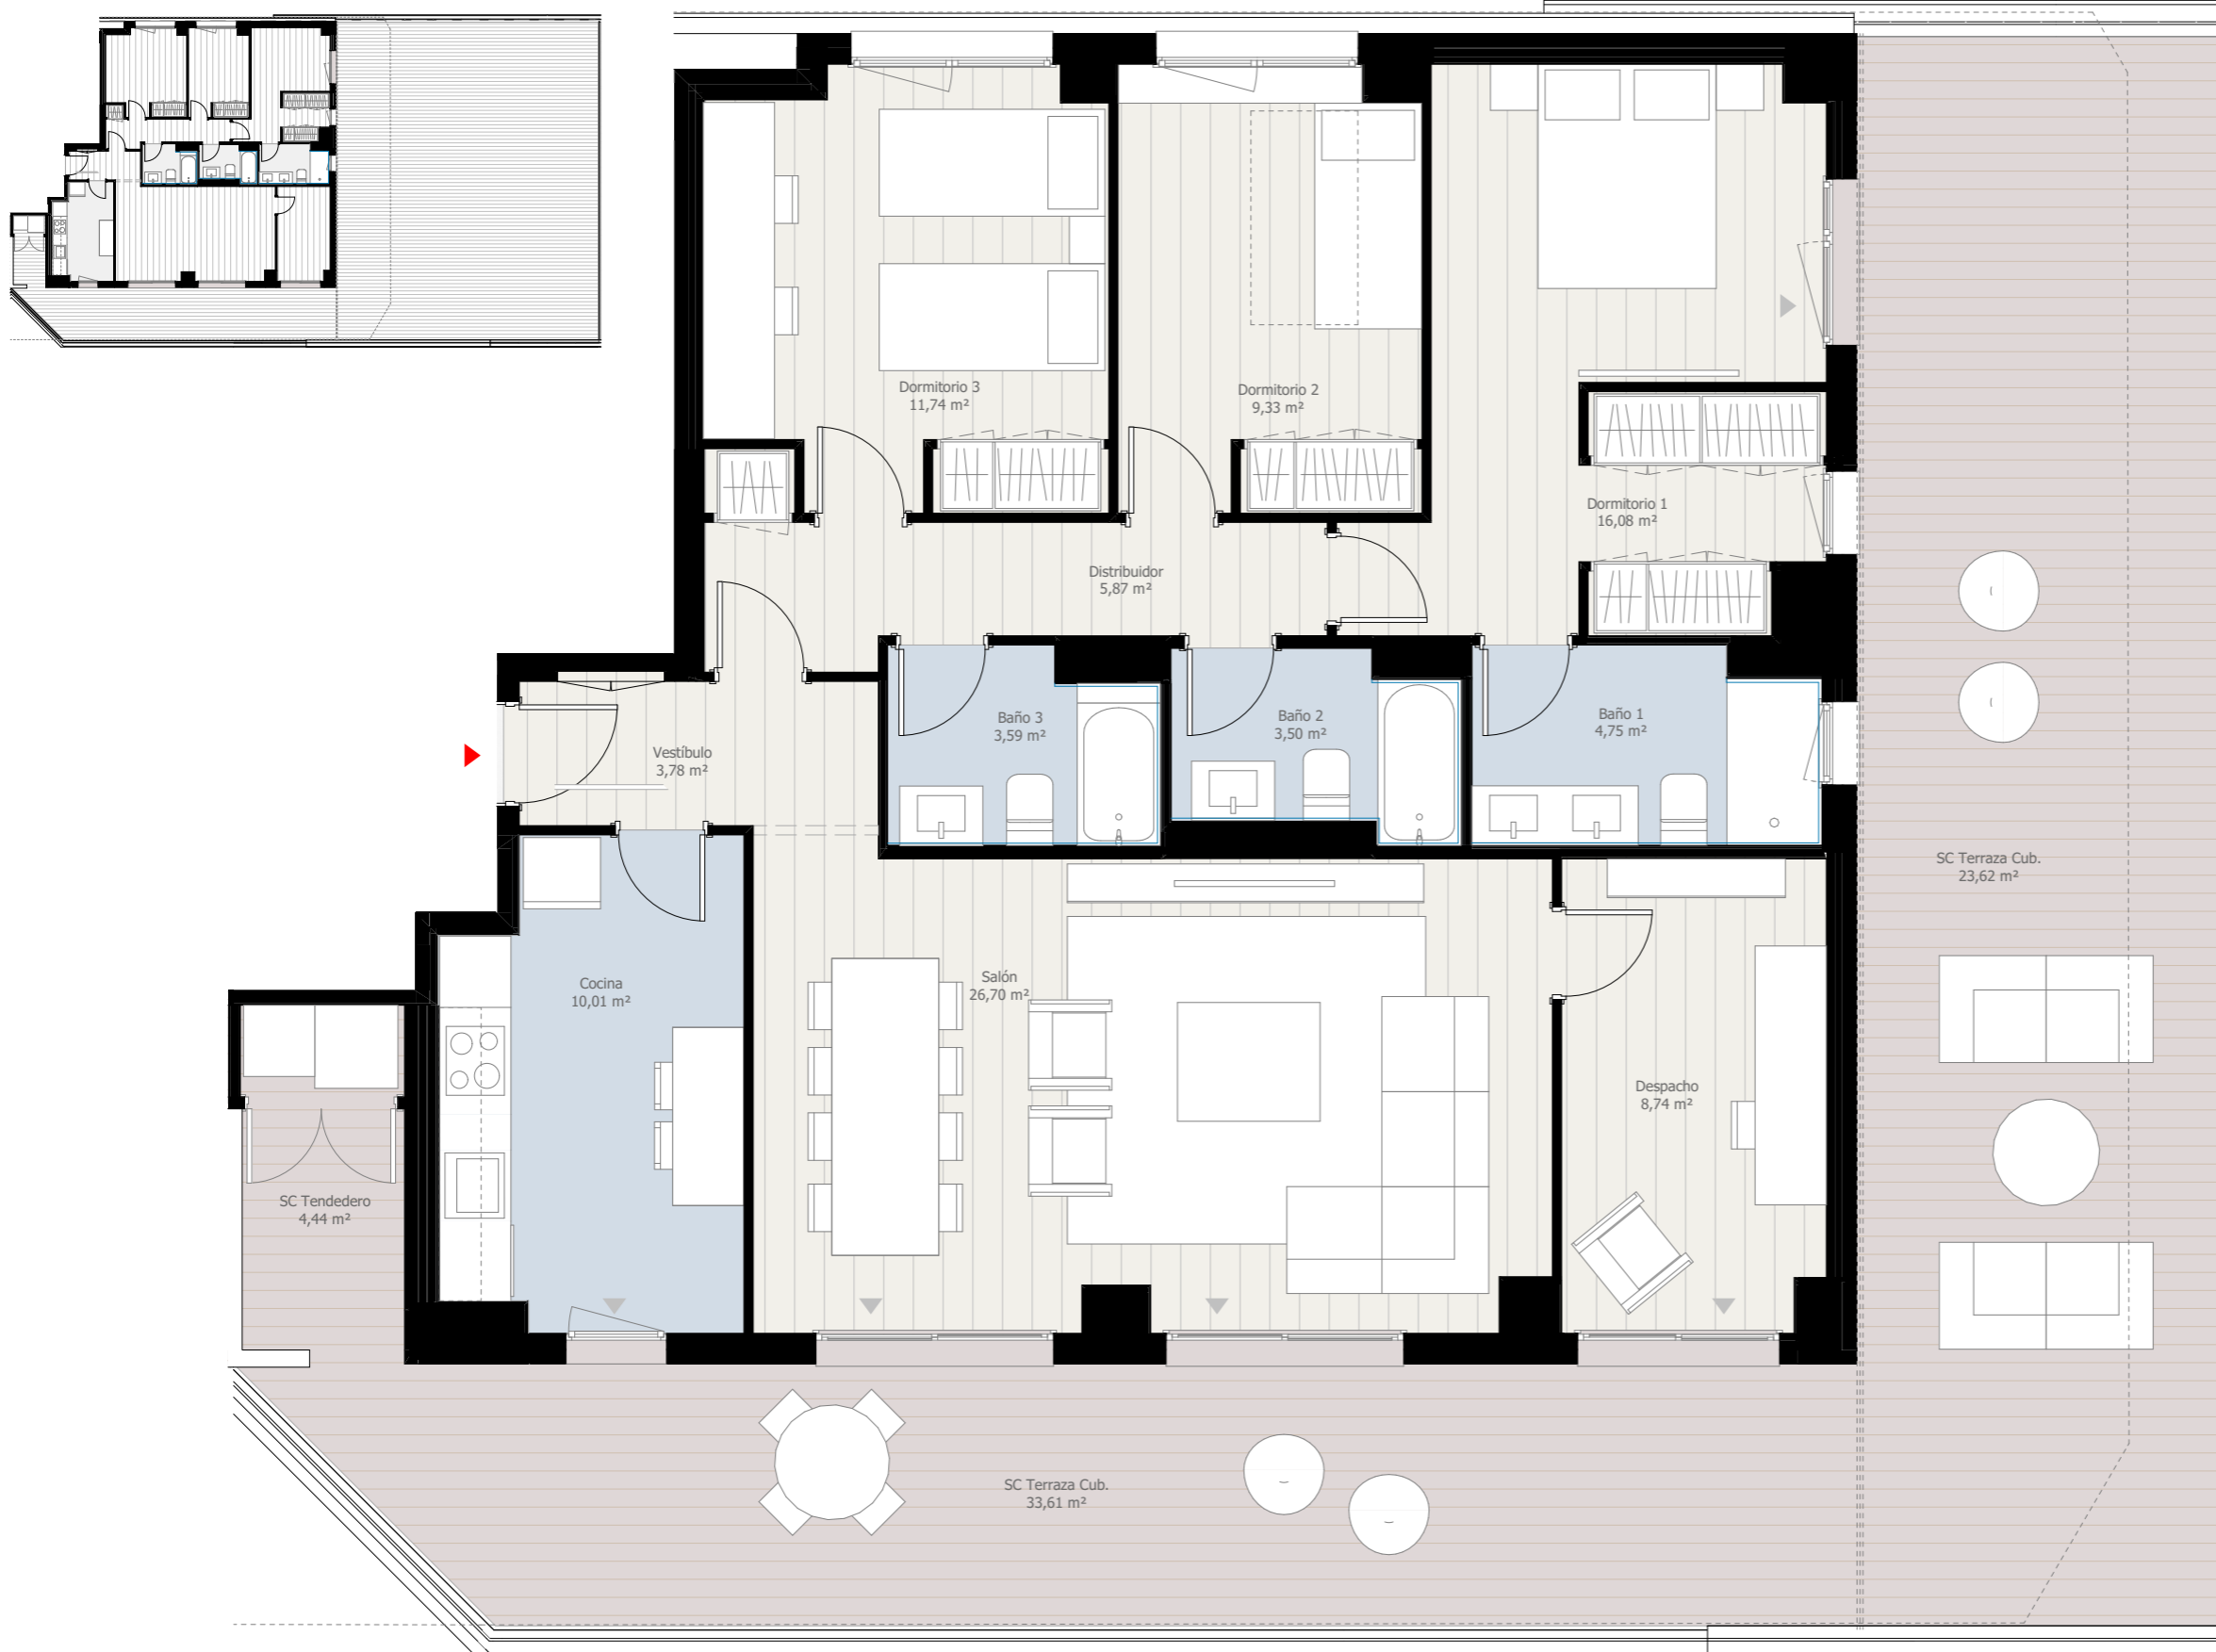 Dormitorio 3
11,74 m²
Dormitorio 2
9,33 m²
Dormitorio 1
16,08 m²
Distribuidor
5,87 m²
Baño 3
3,59 m²
Baño 2
3,50 m²
Baño 1
4,75 m²
Vestíbulo
3,78 m²
SC Terraza Cub.
23,62 m²
Cocina
10,01 m²
Salón
26,70 m²
Despacho
8,74 m²
SC Tendedero
4,44 m²
SC Terraza Cub.
33,61 m²